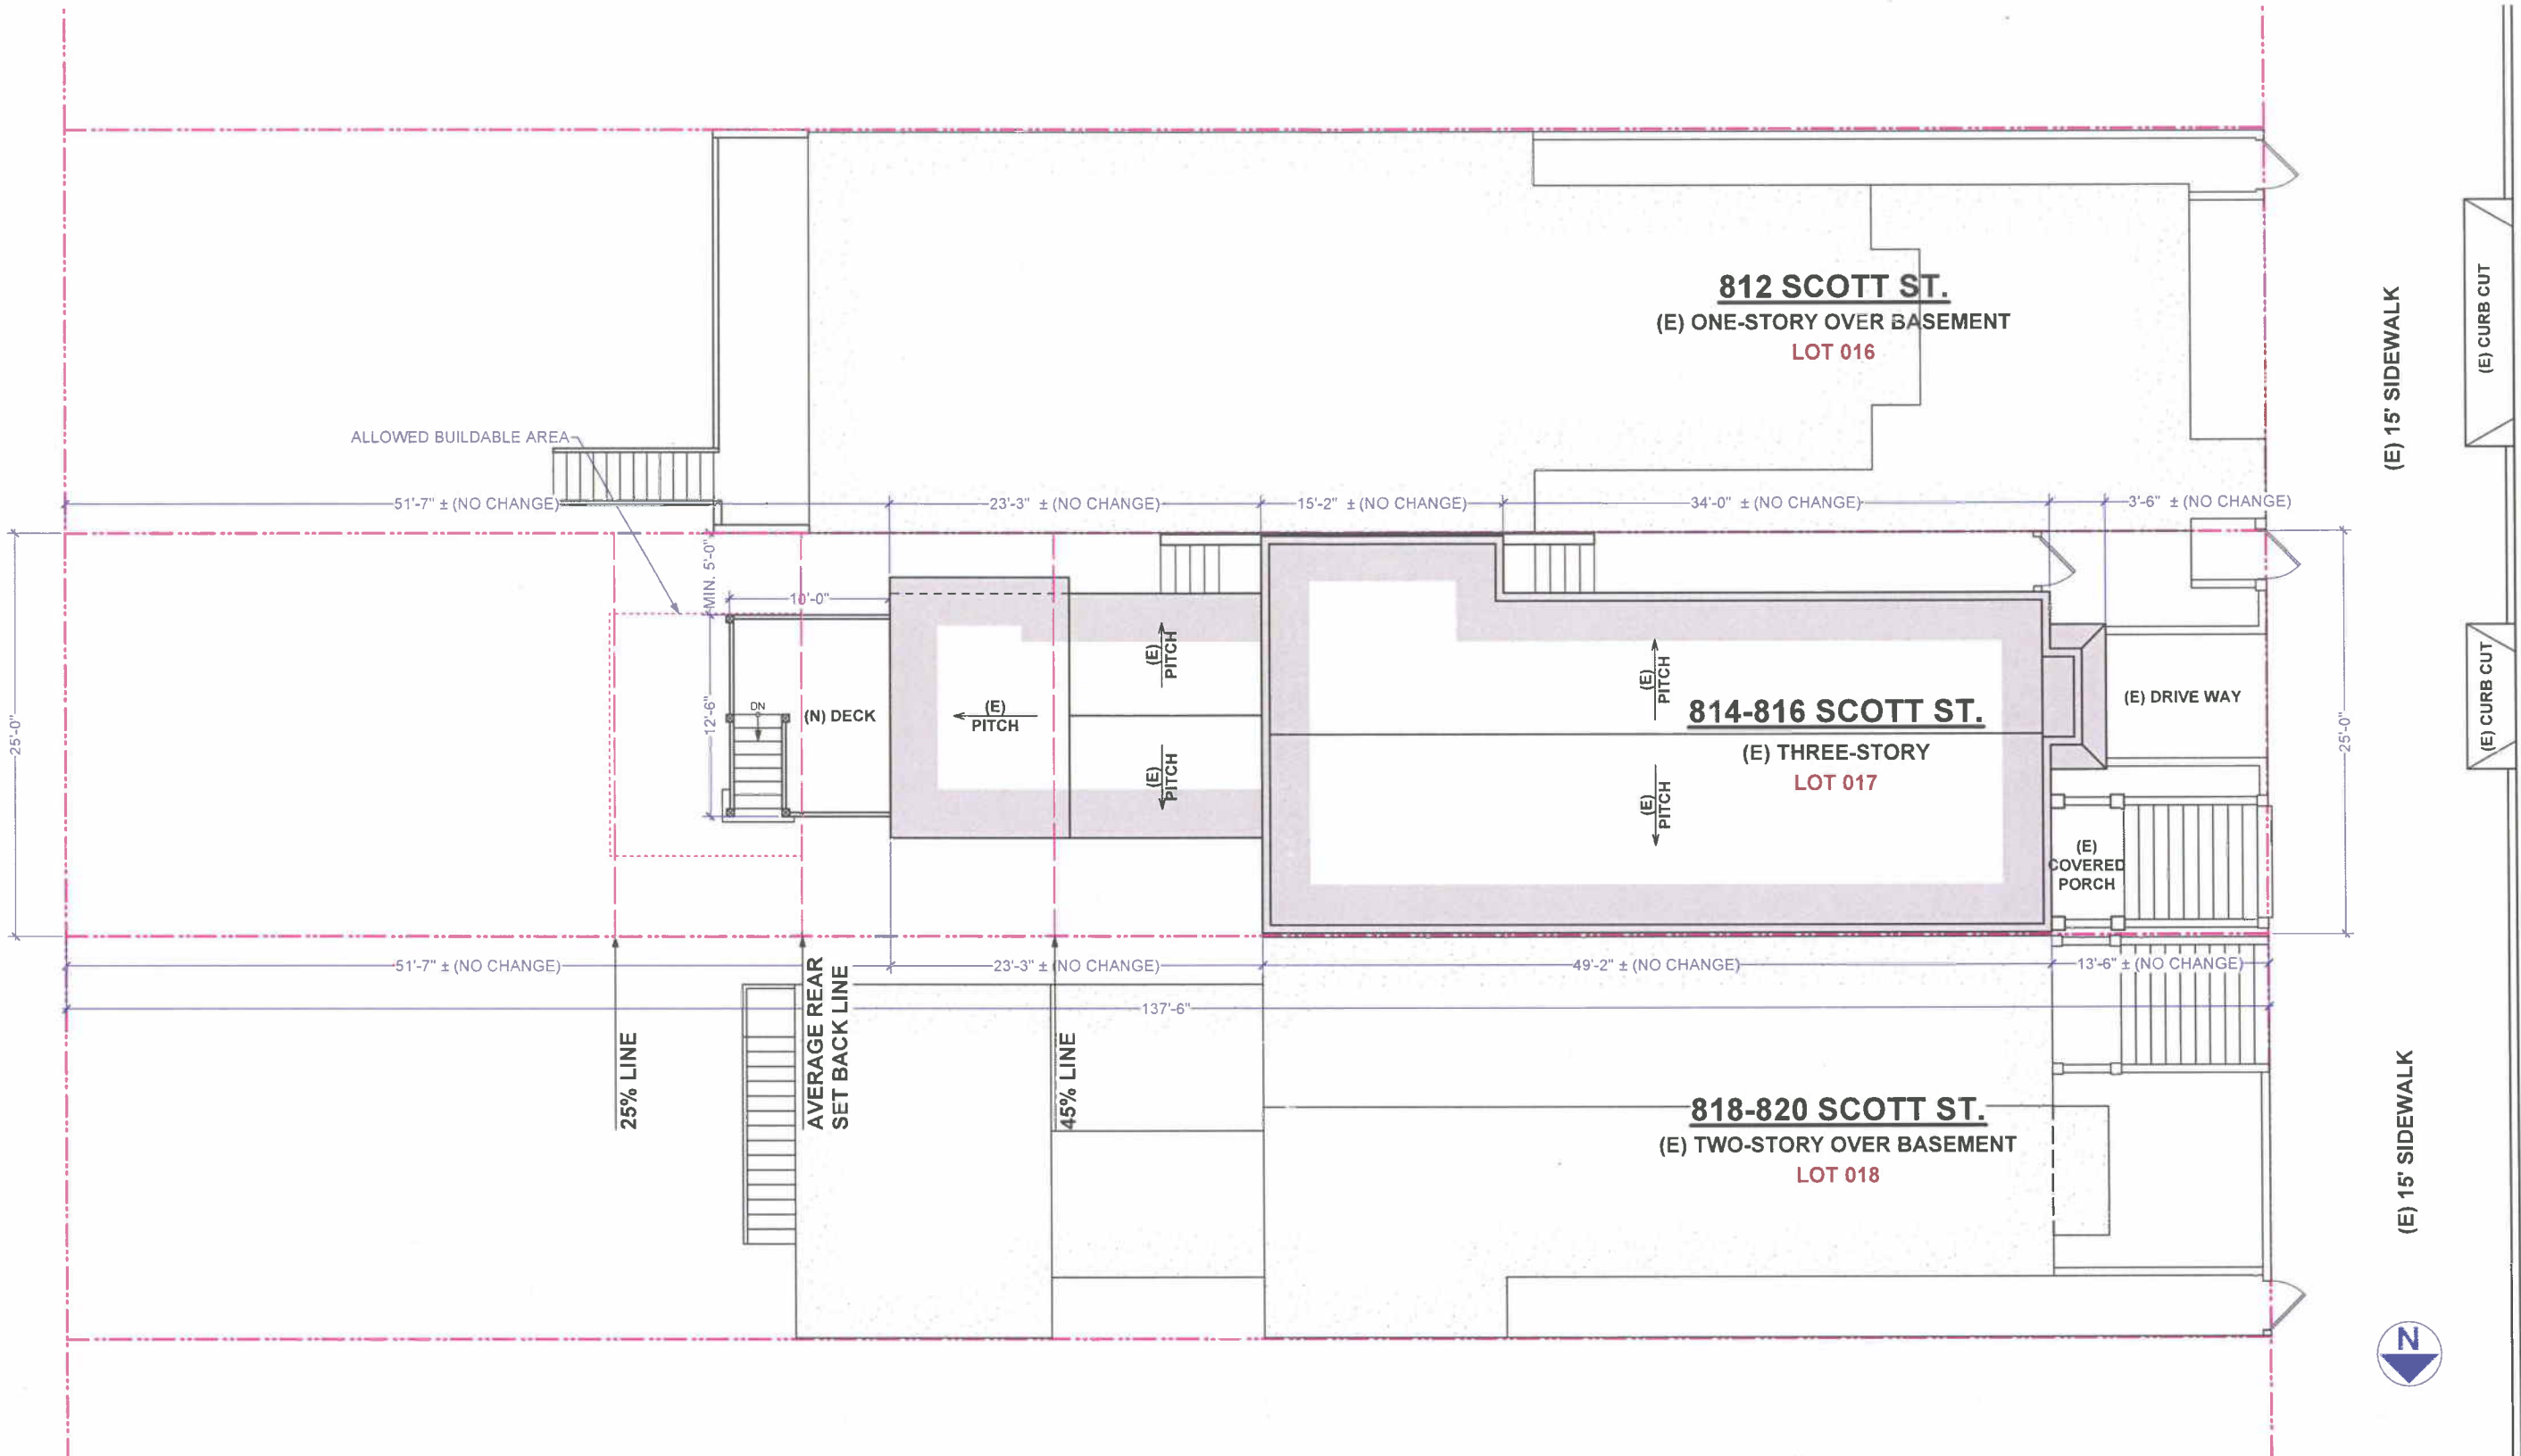 812 SCOTT ST.
(E) ONE-STORY OVER BASEMENT
LOT 016
(E) 15' SIDEWALK
(E) CURB CUT
ALLOWED BUILDABLE AREA
51'-7" ± (NO CHANGE)
23'-3" ± (NO CHANGE)
15'-2" ± (NO CHANGE)
34'-0" ± (NO CHANGE)
3'-6" ± (NO CHANGE)
MIN. 5'-0"
10'-0"
25'-0"
12'-6"
DN
(N) DECK
(E)
PITCH
(E)
PITCH
(E)
PITCH
(E)
PITCH
(E)
PITCH
814-816 SCOTT ST.
(E) THREE-STORY
LOT 017
(E) DRIVE WAY
(E) CURB CUT
25'-0"
(E)
COVERED
PORCH
51'-7" ± (NO CHANGE)
23'-3" ± (NO CHANGE)
49'-2" ± (NO CHANGE)
13'-6" ± (NO CHANGE)
137'-6"
25% LINE
AVERAGE REAR
SET BACK LINE
45% LINE
818-820 SCOTT ST.
(E) TWO-STORY OVER BASEMENT
LOT 018
(E) 15' SIDEWALK
N